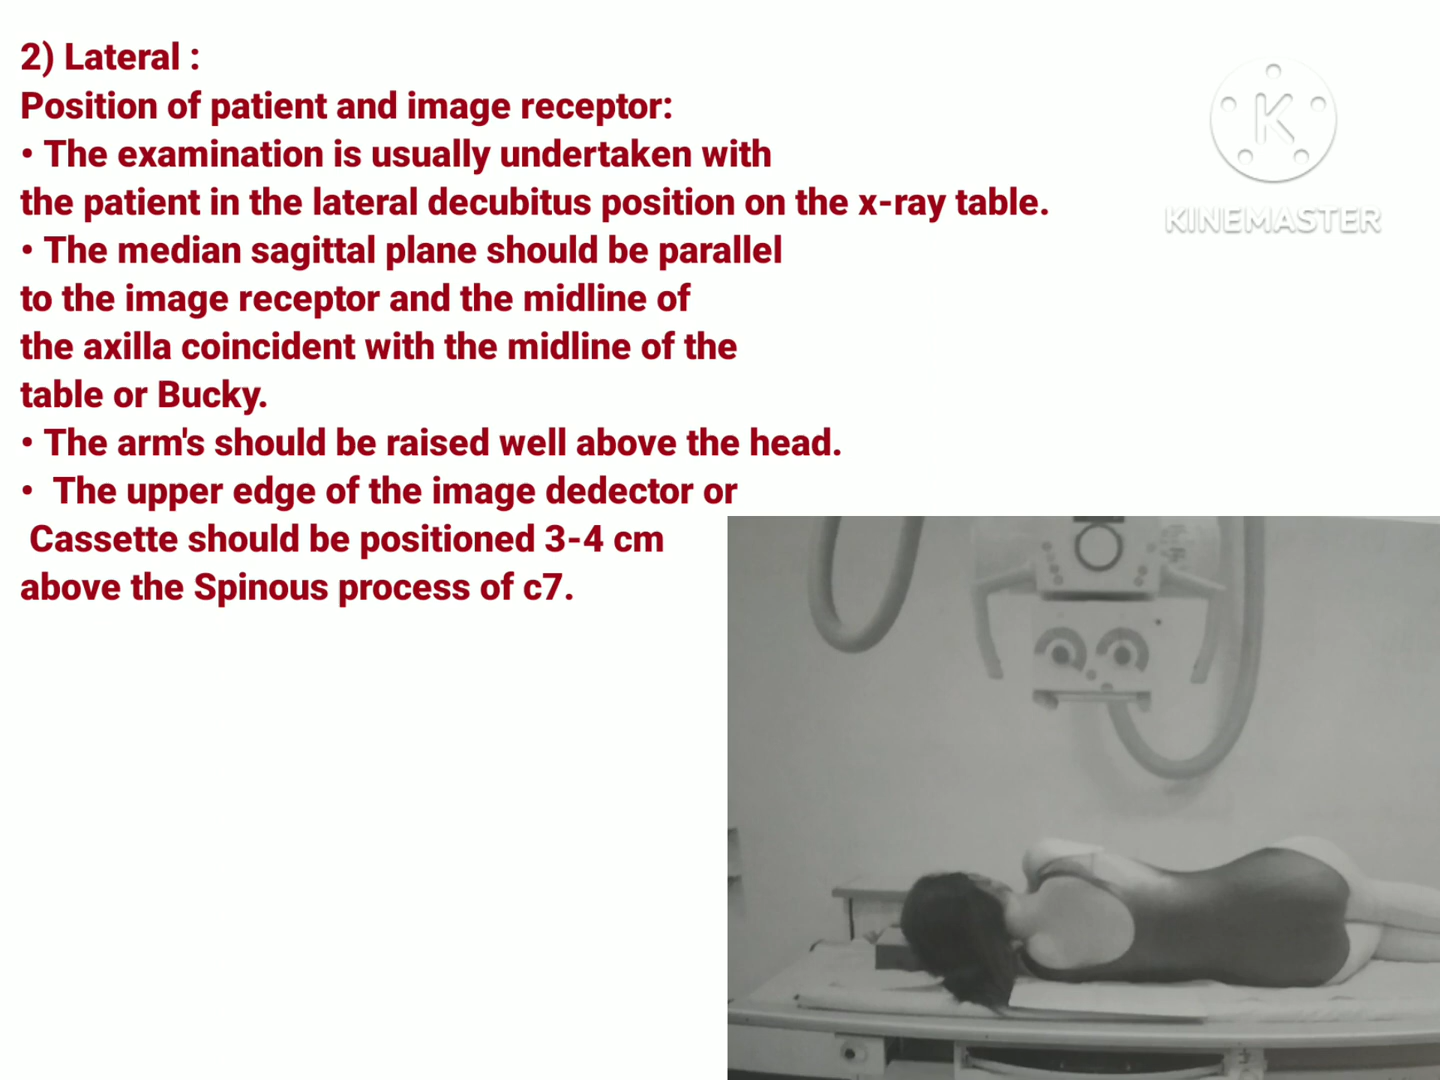 2) Lateral :
Position of patient and image receptor:
• The examination is usually undertaken with
the patient in the lateral decubitus position on the x-ray table.
• The median sagittal plane should be parallel
to the image receptor and the midline of
the axilla coincident with the midline of the
table or Bucky.
• The arm's should be raised well above the head.
• The upper edge of the image dedector or
Cassette should be positioned 3-4 cm
above the Spinous process of c7.
K
KINEMASTER